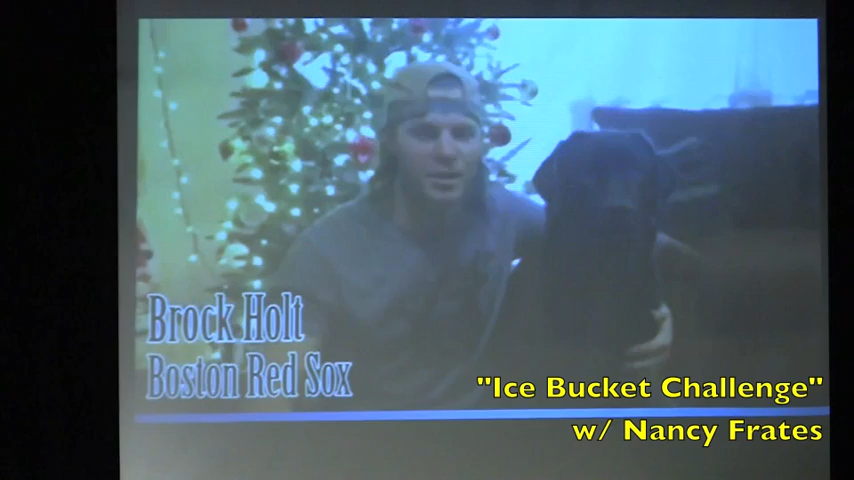 Brock Holt
Boston Red Sox
"Ice Bucket Challenge"
w/ Nancy Frates